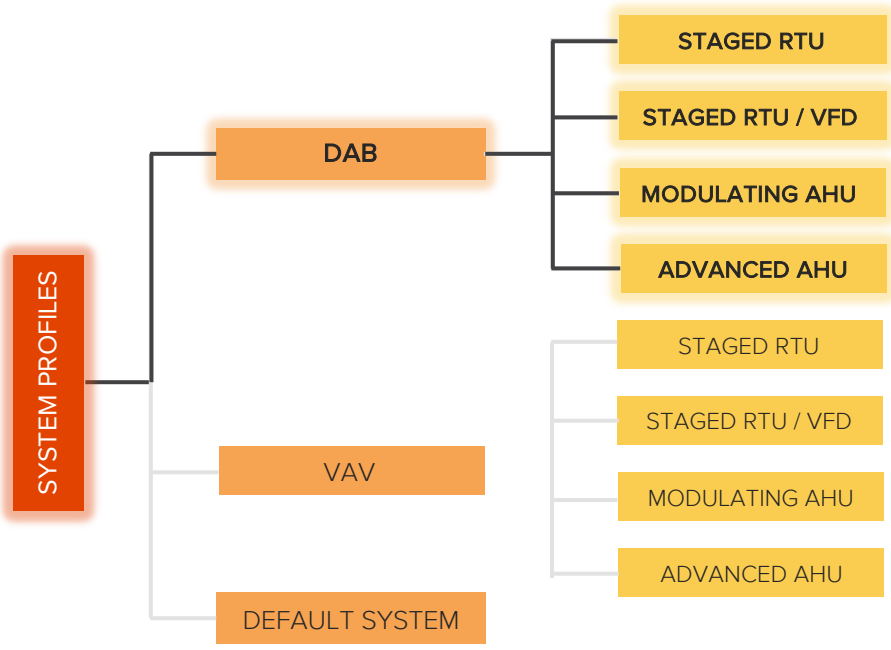 SYSTEM PROFILES
DAB
STAGED RTU
STAGED RTU / VFD
MODULATING AHU
ADVANCED AHU
VAV
STAGED RTU
STAGED RTU / VFD
MODULATING AHU
ADVANCED AHU
DEFAULT SYSTEM